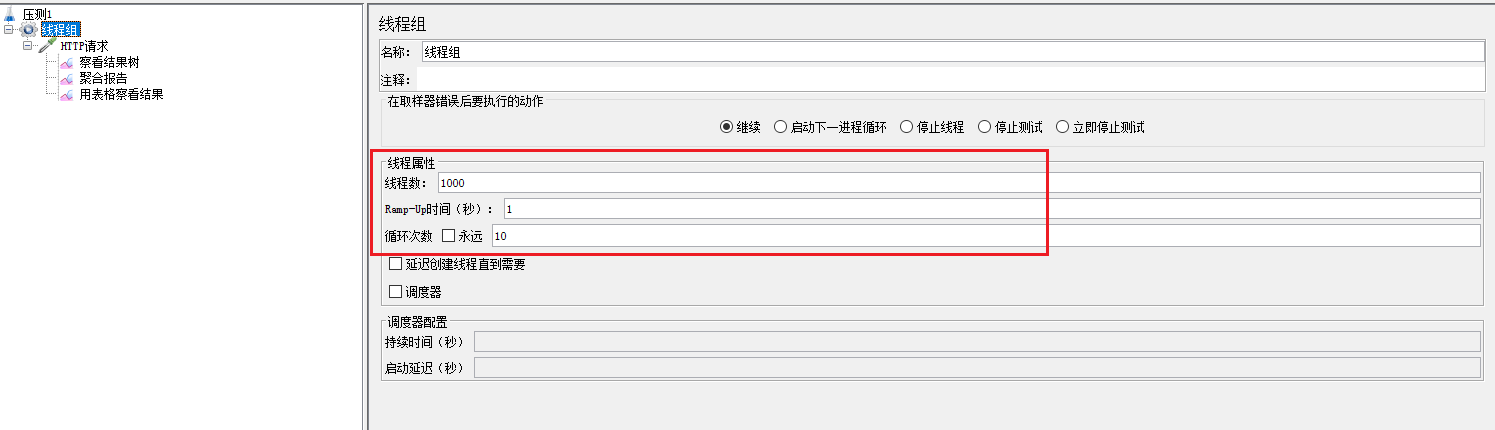 压测1
线程组
HTTP请求
察看结果树
聚合报告
用表格察看结果
线程组
名称： 线程组
注释：
在取样器错误后要执行的动作
继续 启动下一进程循环 停止线程 停止测试 立即停止测试
线程属性
线程数： 1000
Ramp-Up时间（秒）： 1
循环次数 永远 10
延迟创建线程直到需要
调度器
调度器配置
持续时间（秒）
启动延迟（秒）